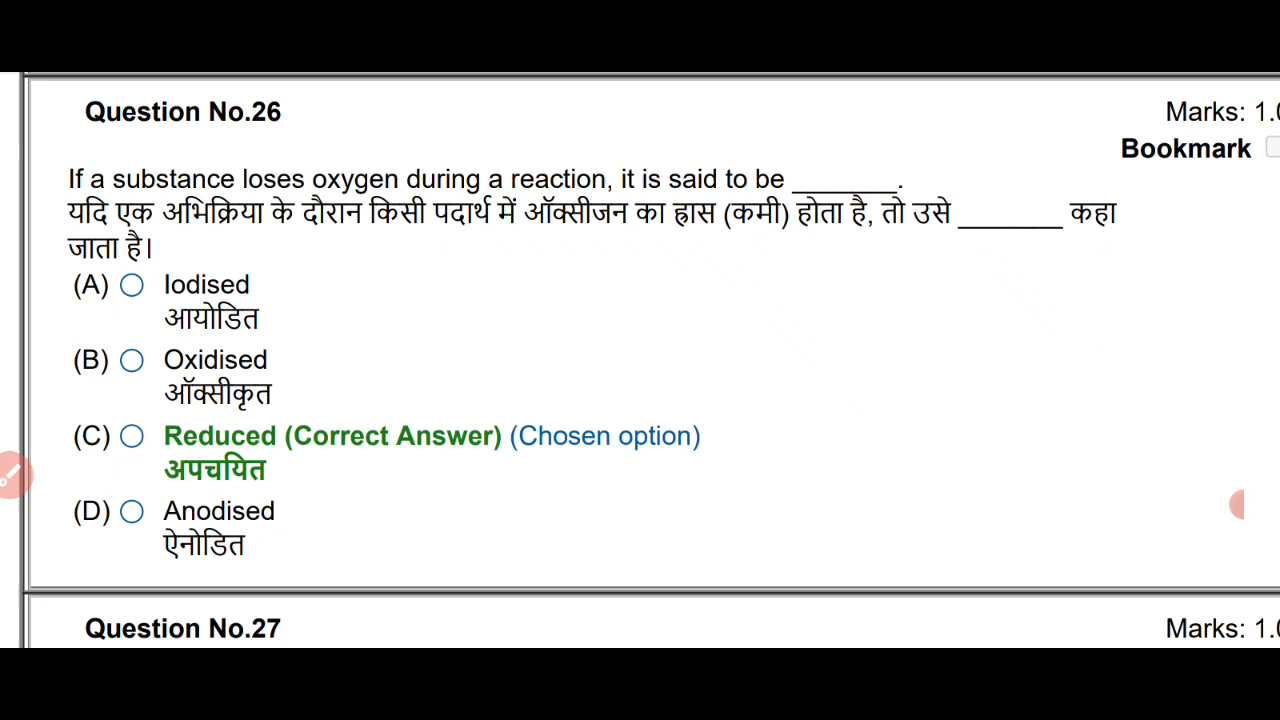 Question No.26 Marks: 1.0
Bookmark
If a substance loses oxygen during a reaction, it is said to be _______.
यदि एक अभिक्रिया के दौरान किसी पदार्थ में ऑक्सीजन का ह्रास (कमी) होता है, तो उसे _______ कहा
जाता है।
(A) Iodised
आयोडित
(B) Oxidised
ऑक्सीकृत
(C) Reduced (Correct Answer) (Chosen option)
अपचयित
(D) Anodised
ऐनोडित
Question No.27 Marks: 1.0